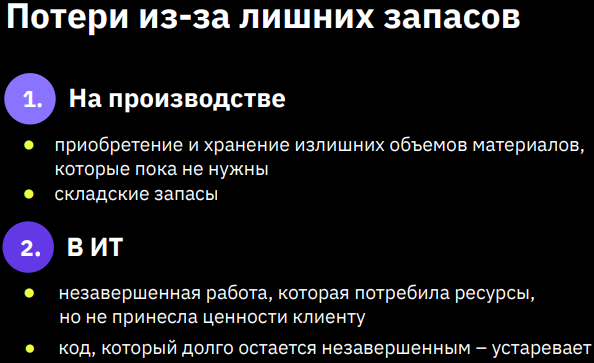 Потери из-за лишних запасов
1. На производстве
приобретение и хранение излишних объемов материалов,
которые пока не нужны
складские запасы
2. В ИТ
незавершенная работа, которая потребила ресурсы,
но не принесла ценности клиенту
код, который долго остается незавершенным – устаревает